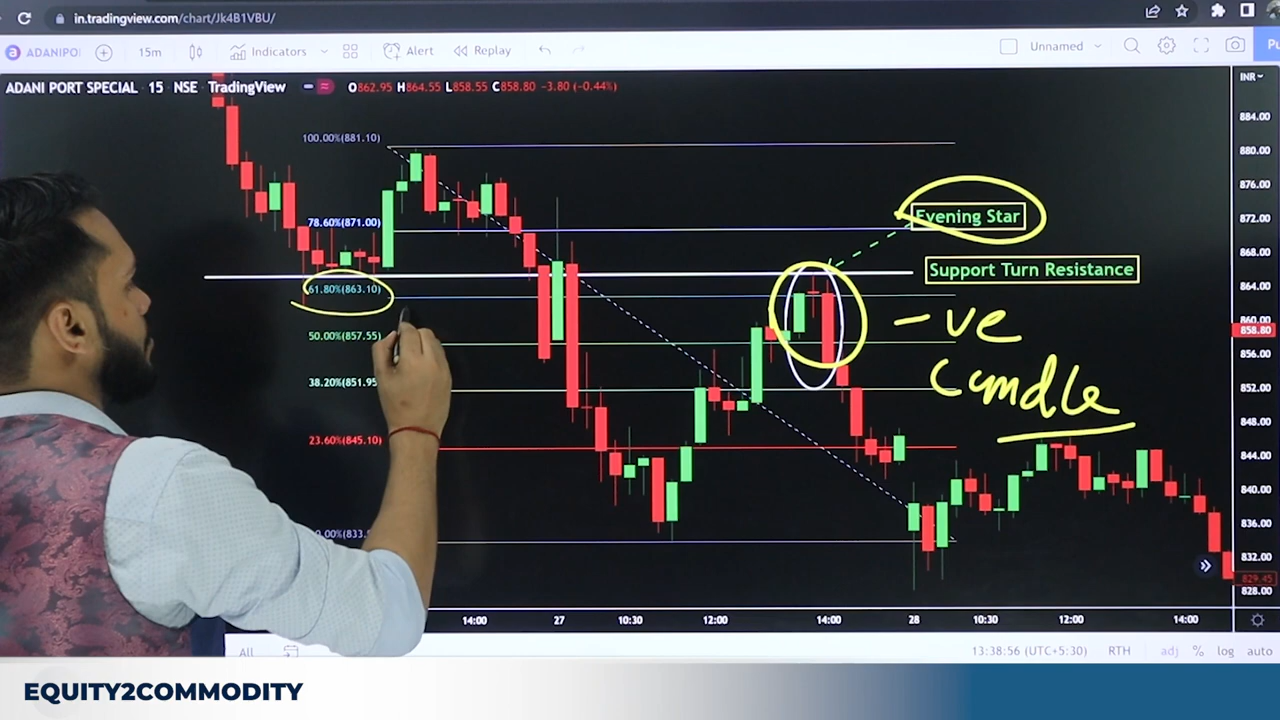 in.tradingview.com/chart/Jk4B1VBU/
a ADANIPO 15m Indicators Alert Replay Unnamed
ADANI PORT SPECIAL 15 NSE TradingView O862.95 H864.55 L858.55 C858.80 -3.80 (-0.44%)
INR
884.00
880.00
876.00
872.00
868.00
864.00
860.00
858.80
856.00
852.00
848.00
844.00
840.00
836.00
832.00
829.45
828.00
100.00%(881.10)
78.60%(871.00)
61.80%(863.10)
50.00%(857.55)
38.20%(851.95
23.60%(845.10)
Evening Star
Support Turn Resistance
-ve
Candle
14:00 27 10:30 12:00 14:00 28 10:30 12:00 14:00
All 13:38:56 (UTC+5:30) RTH adj % log auto
EQUITY2COMMODITY